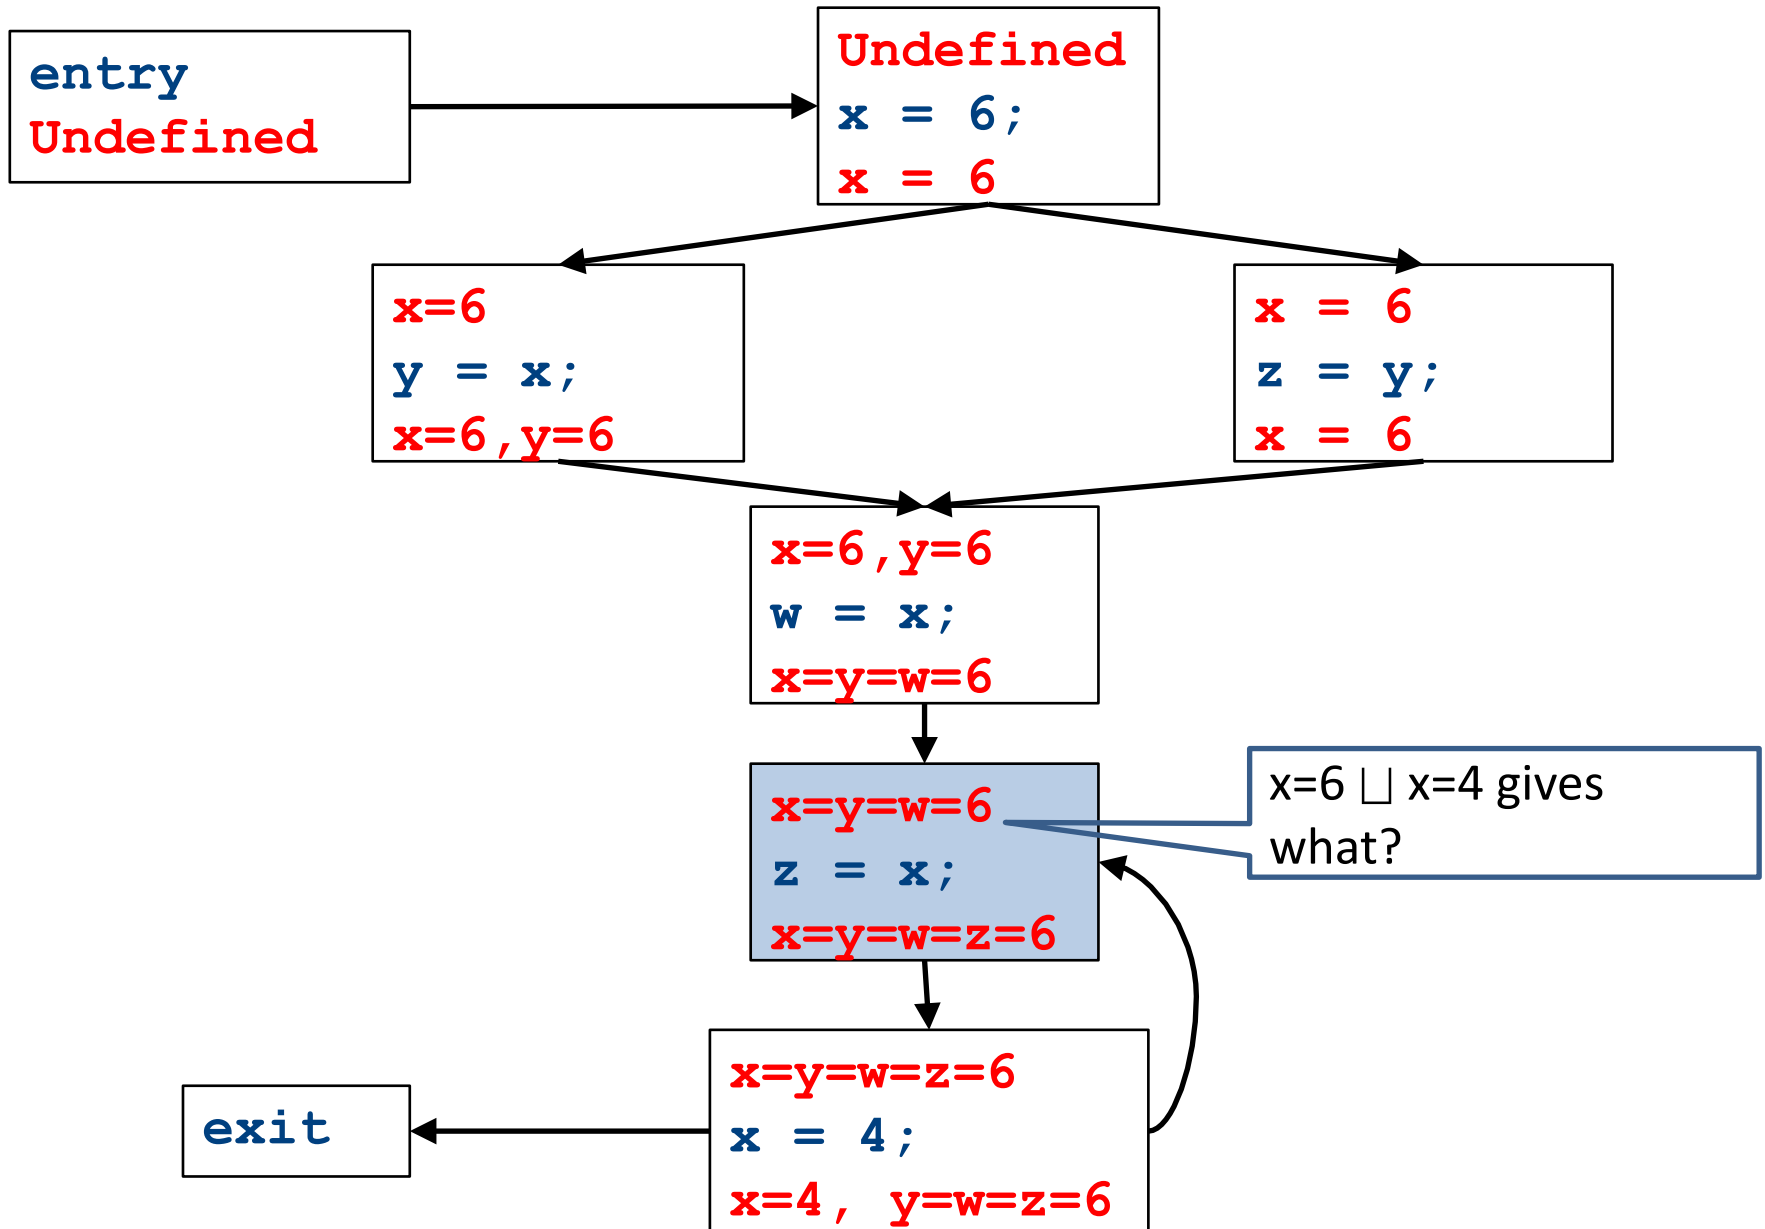 entry
Undefined
Undefined
x = 6;
x = 6
x=6
y = x;
x=6,y=6
x = 6
z = y;
x = 6
x=6,y=6
w = x;
x=y=w=6
x=y=w=6
z = x;
x=y=w=z=6
x=6 ⨆ x=4 gives
what?
x=y=w=z=6
x = 4;
x=4, y=w=z=6
exit